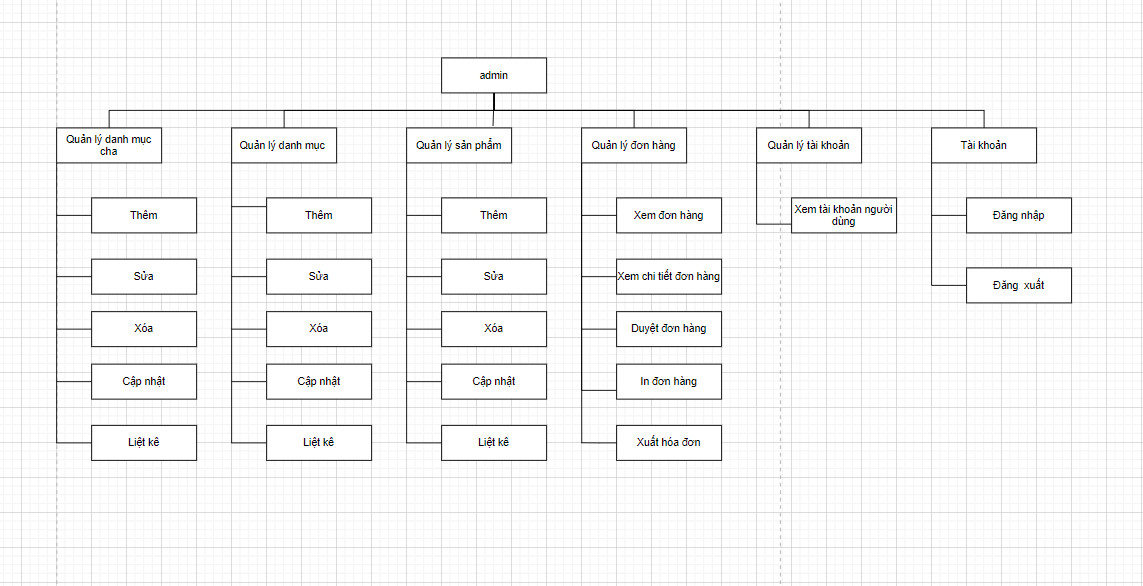 admin
Quản lý danh mục
cha
Quản lý danh mục
Quản lý sản phẩm
Quản lý đơn hàng
Quản lý tài khoản
Tài khoản
Thêm
Thêm
Thêm
Xem đơn hàng
Xem tài khoản người
dùng
Đăng nhập
Sửa
Sửa
Sửa
Xem chi tiết đơn hàng
Đăng xuất
Xóa
Xóa
Xóa
Duyệt đơn hàng
Cập nhật
Cập nhật
Cập nhật
In đơn hàng
Liệt kê
Liệt kê
Liệt kê
Xuất hóa đơn